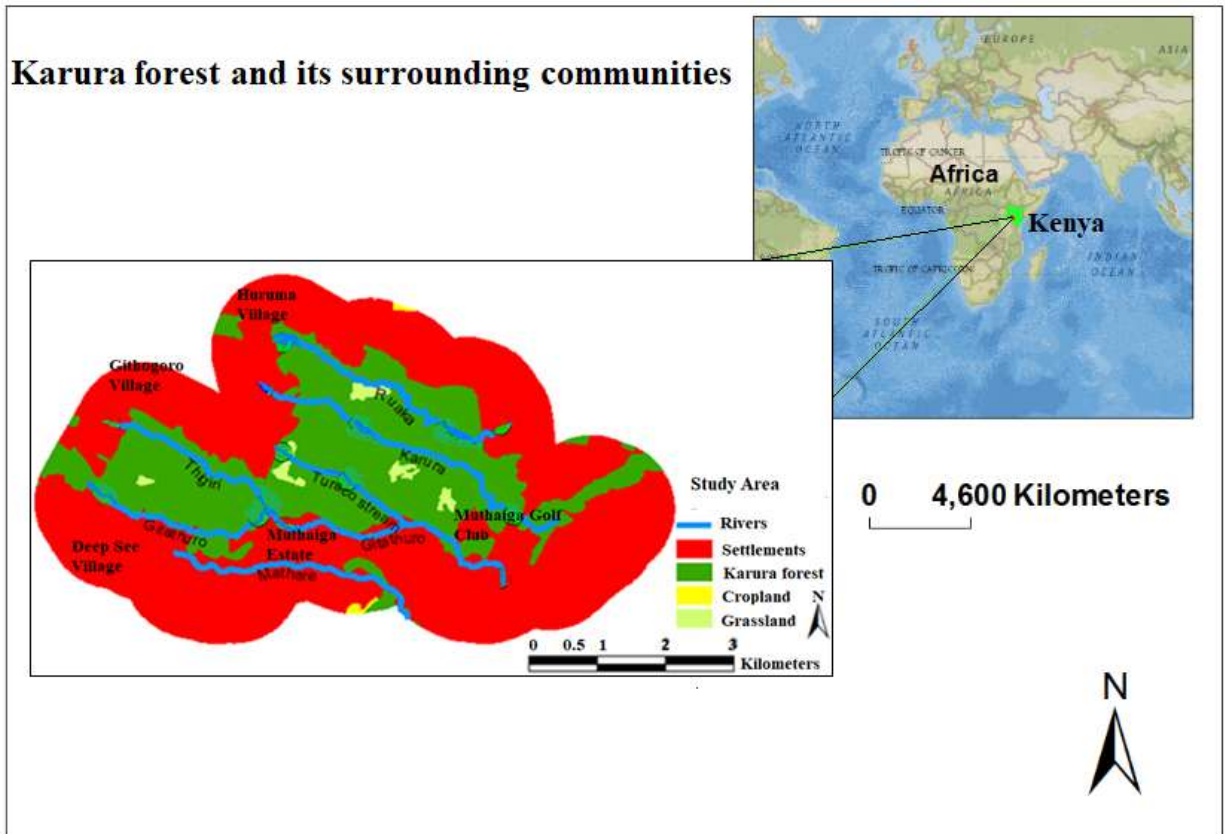 Karura forest and its surrounding communities
EUROPE
ASIA
NORTH
ATLANTIC
OCEAN
TROPIC OF CANCER
Africa
AFRICA
EQUATOR
Kenya
INDIAN
OCEAN
TROPIC OF CAPRICORN
SOUTH
ATLANTIC
OCEAN
Huruma
Village
Githogoro
Village
Ruaka
Karura
Thigiri
Turaco stream
Gitathuro
Gitathuro
Muthaiga Golf
Club
Muthaiga
Estate
Deep See
Village
Mathare
Study Area
Rivers
Settlements
Karura forest
Cropland
Grassland
N
0 0.5 1 2 3
Kilometers
0 4,600 Kilometers
N